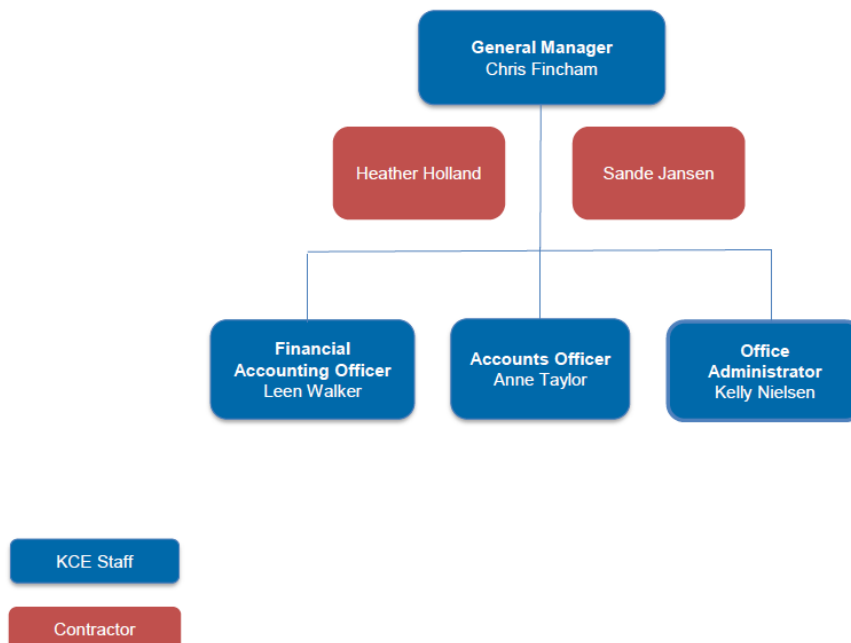 General Manager
Chris Fincham
Heather Holland
Sande Jansen
Financial
Accounting Officer
Leen Walker
Accounts Officer
Anne Taylor
Office
Administrator
Kelly Nielsen
KCE Staff
Contractor